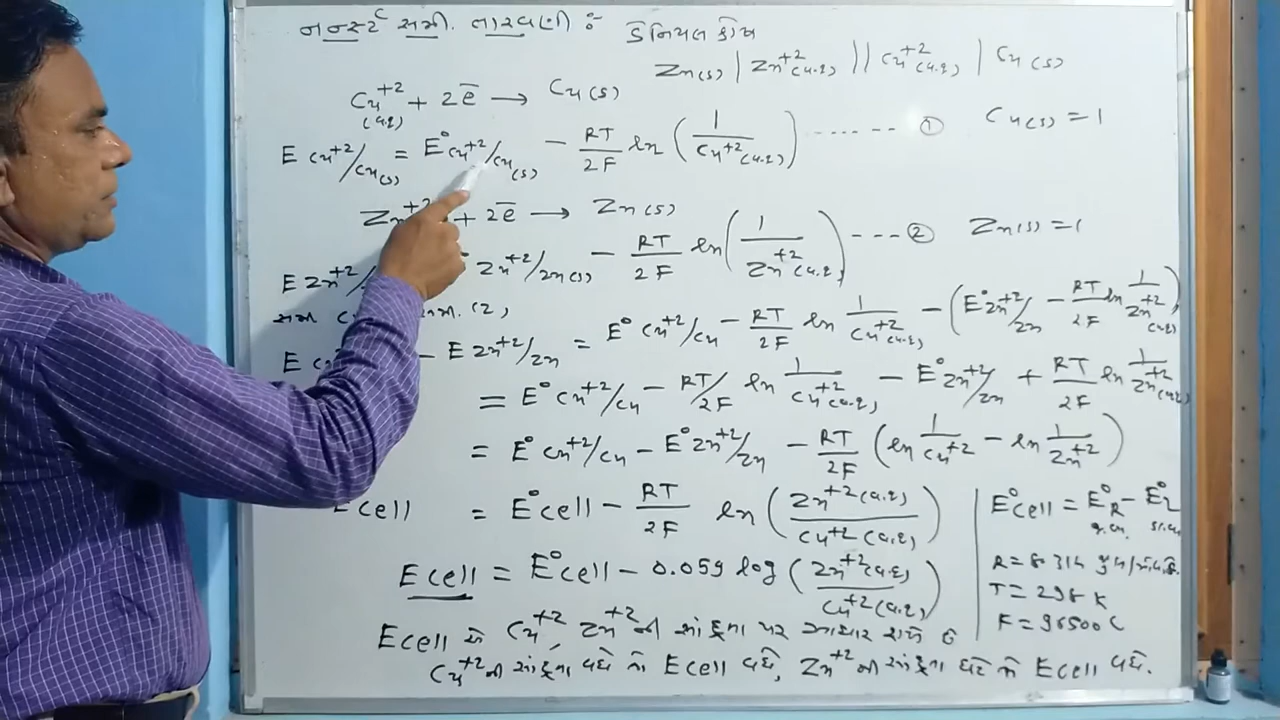 નર્ન્સ્ટ સમી. તારવણી :- ડેનિયલ કોષ
Zn(s) | Zn+2(aq) || Cu+2(aq) | Cu(s)
Cu+2(aq) + 2e̅ → Cu(s)
Cu(s) = 1
E Cu+2/Cu(s) = E° Cu+2/Cu(s) − RT/2F ln (1/Cu+2(aq)) ------- ①
Zn+2 + 2e̅ → Zn(s)
Zn(s) = 1
E Zn+2/ Zn+2/Zn(s) − RT/2F ln (1/Zn+2(aq)) ---- ②
સમી (2)
− E Zn+2/Zn = E° Cu+2/Cu − RT/2F ln 1/Cu+2(aq) − (E° Zn+2/Zn − RT/2F ln 1/Zn+2(aq))
= E° Cu+2/Cu − RT/2F ln 1/Cu+2(aq) − E° Zn+2/Zn + RT/2F ln 1/Zn+2(aq)
= E° Cu+2/Cu − E° Zn+2/Zn − RT/2F (ln 1/Cu+2 − ln 1/Zn+2)
Ecell = E°cell − RT/2F ln (Zn+2(aq)/Cu+2(aq))
Ecell = E°cell − 0.059 log (Zn+2(aq)/Cu+2(aq))
E°cell = E°R − E°
R = 8.314
T = 298 K
F = 96500 C
Ecell એ Cu+2, Zn+2 ની સાંદ્રતા પર આધાર રાખે છે
Cu+2 ની સાંદ્રતા વધે તો Ecell વધે, Zn+2 ની સાંદ્રતા ઘટે તો Ecell વધે.